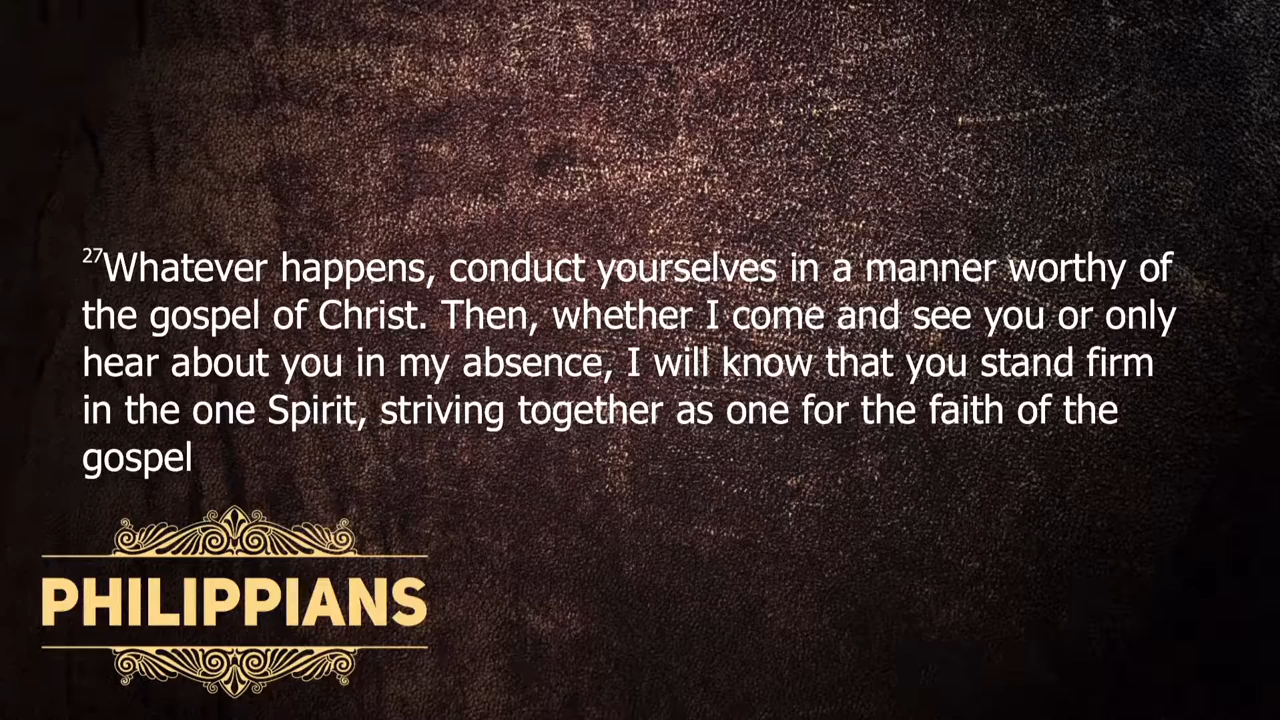 27Whatever happens, conduct yourselves in a manner worthy of
the gospel of Christ. Then, whether I come and see you or only
hear about you in my absence, I will know that you stand firm
in the one Spirit, striving together as one for the faith of the
gospel
PHILIPPIANS